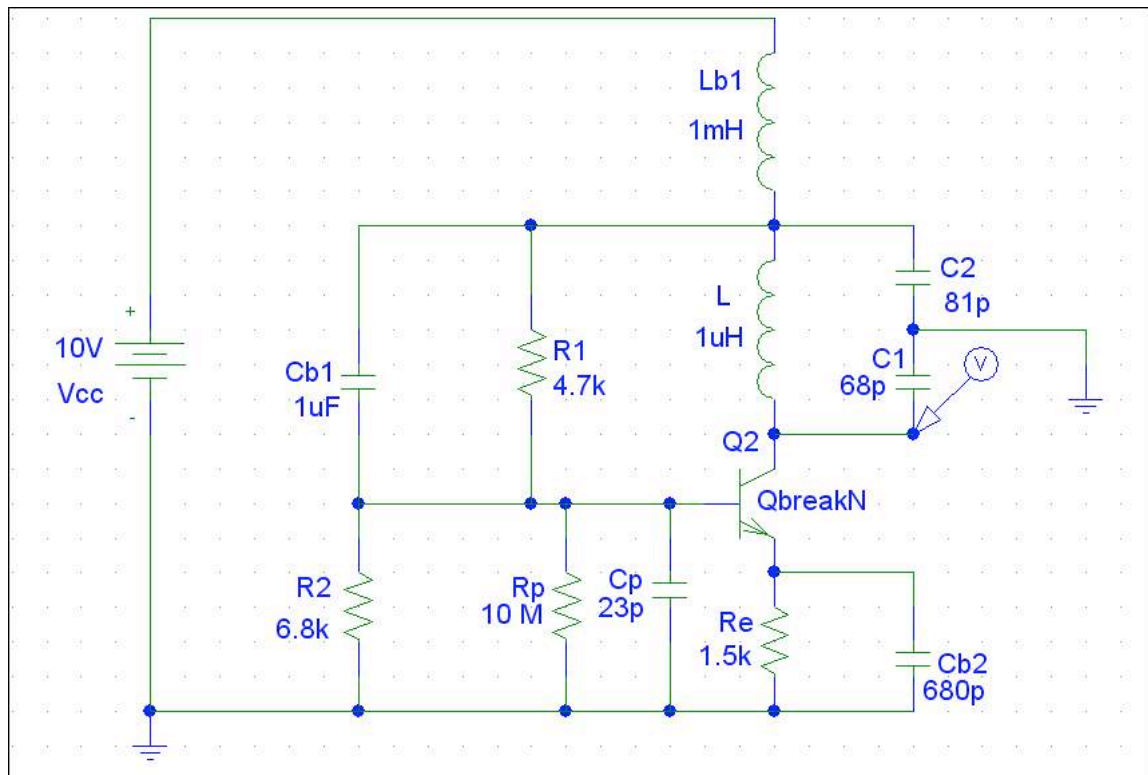 Lb1
1mH
C2
81p
L
1uH
+
10V
Vcc
-
R1
4.7k
Cb1
1uF
C1
68p
V
Q2
QbreakN
R2
6.8k
Rp
10 M
Cp
23p
Re
1.5k
Cb2
680p